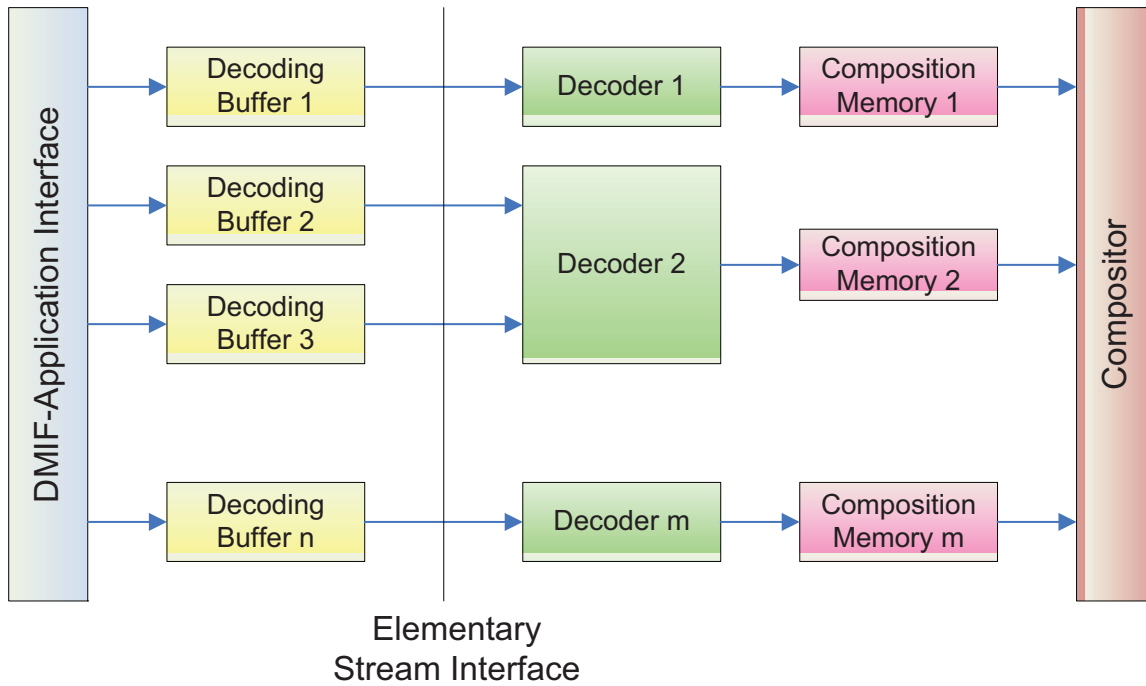 DMIF-Application Interface
Decoding
Buffer 1
Decoder 1
Composition
Memory 1
Decoding
Buffer 2
Decoding
Buffer 3
Decoder 2
Composition
Memory 2
Decoding
Buffer n
Decoder m
Composition
Memory m
Compositor
Elementary
Stream Interface